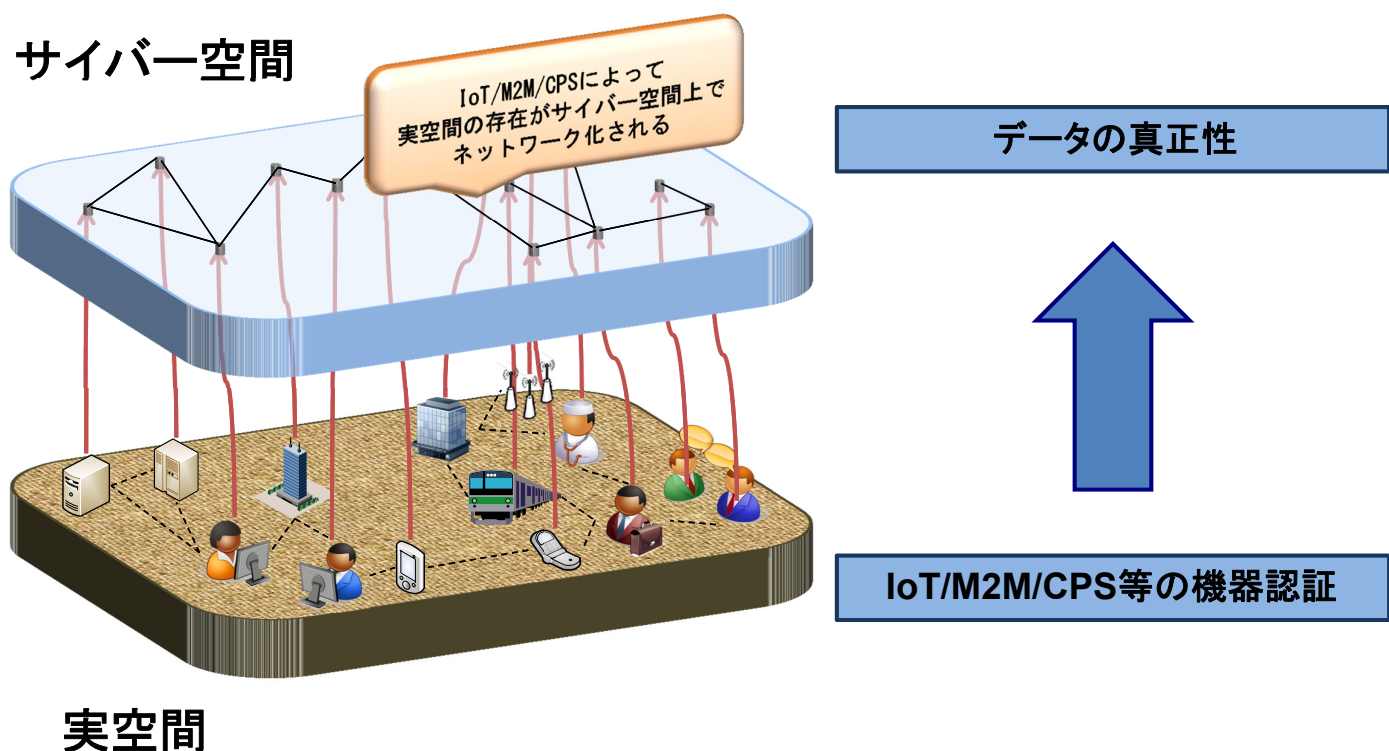 サイバー空間
IoT/M2M/CPSによって
実空間の存在がサイバー空間上で
ネットワーク化される
データの真正性
IoT/M2M/CPS等の機器認証
実空間